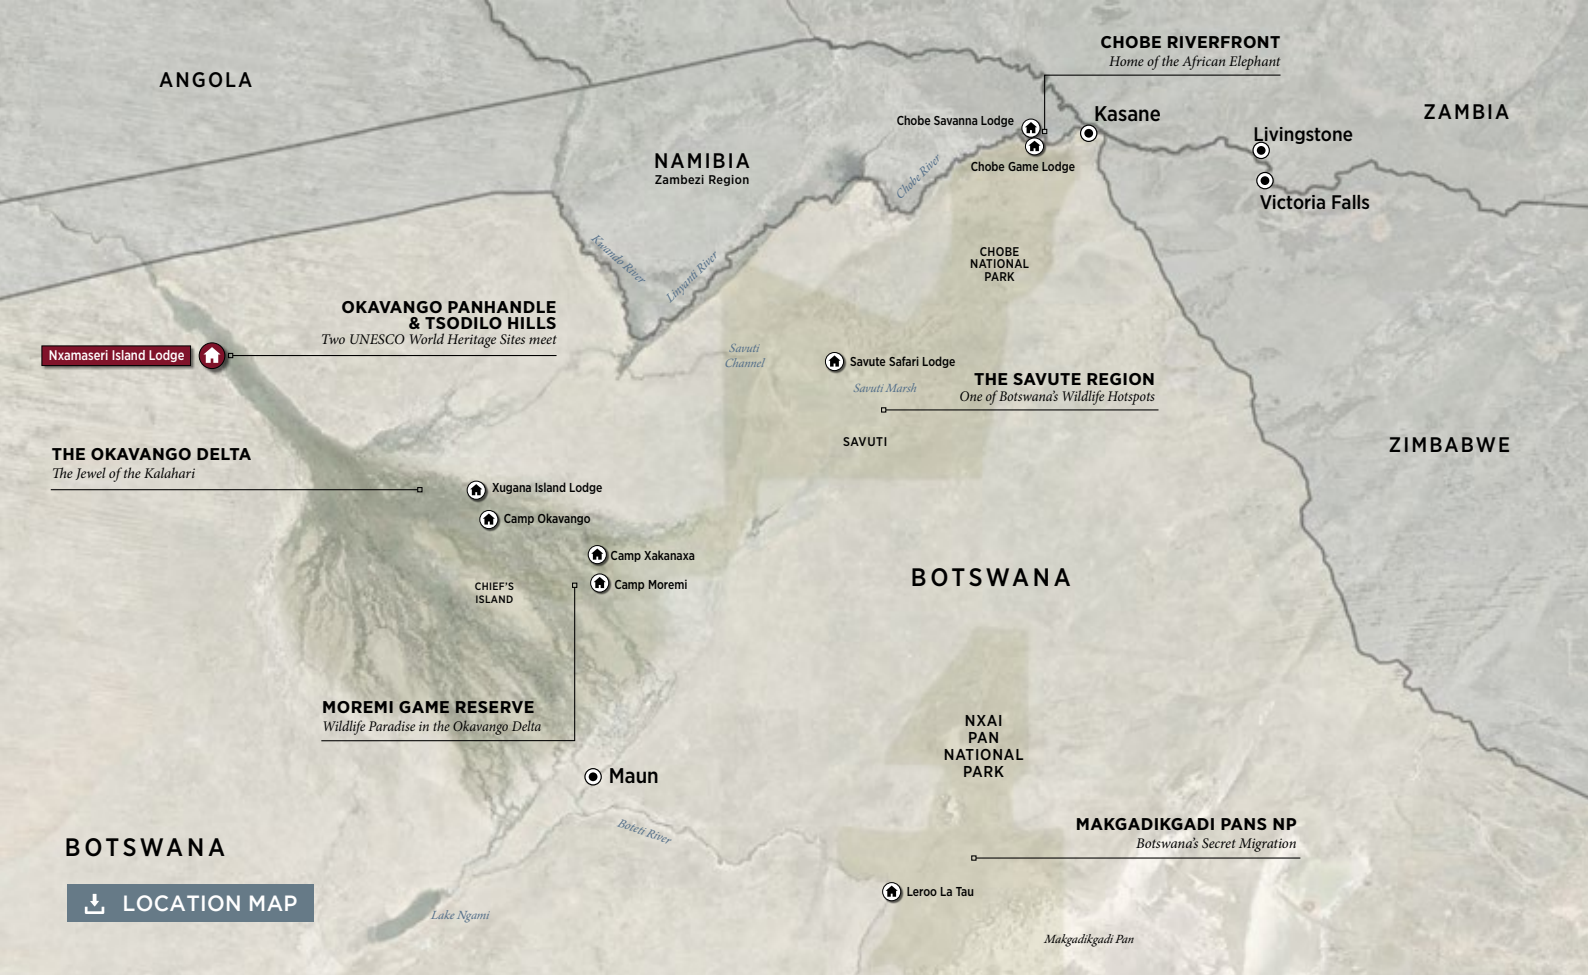 CHOBE RIVERFRONT
Home of the African Elephant
ANGOLA
ZAMBIA
Kasane
Chobe Savanna Lodge
Livingstone
NAMIBIA
Zambezi Region
Chobe River
Chobe Game Lodge
Victoria Falls
Kwando River
Linyanti River
CHOBE
NATIONAL
PARK
OKAVANGO PANHANDLE
& TSODILO HILLS
Two UNESCO World Heritage Sites meet
Nxamaseri Island Lodge
Savuti
Channel
Savute Safari Lodge
Savuti Marsh
THE SAVUTE REGION
One of Botswana's Wildlife Hotspots
SAVUTI
ZIMBABWE
THE OKAVANGO DELTA
The Jewel of the Kalahari
Xugana Island Lodge
Camp Okavango
Camp Xakanaxa
Camp Moremi
CHIEF'S
ISLAND
BOTSWANA
MOREMI GAME RESERVE
Wildlife Paradise in the Okavango Delta
NXAI
PAN
NATIONAL
PARK
Maun
Boteti River
MAKGADIKGADI PANS NP
Botswana's Secret Migration
BOTSWANA
LOCATION MAP
Leroo La Tau
Lake Ngami
Makgadikgadi Pan